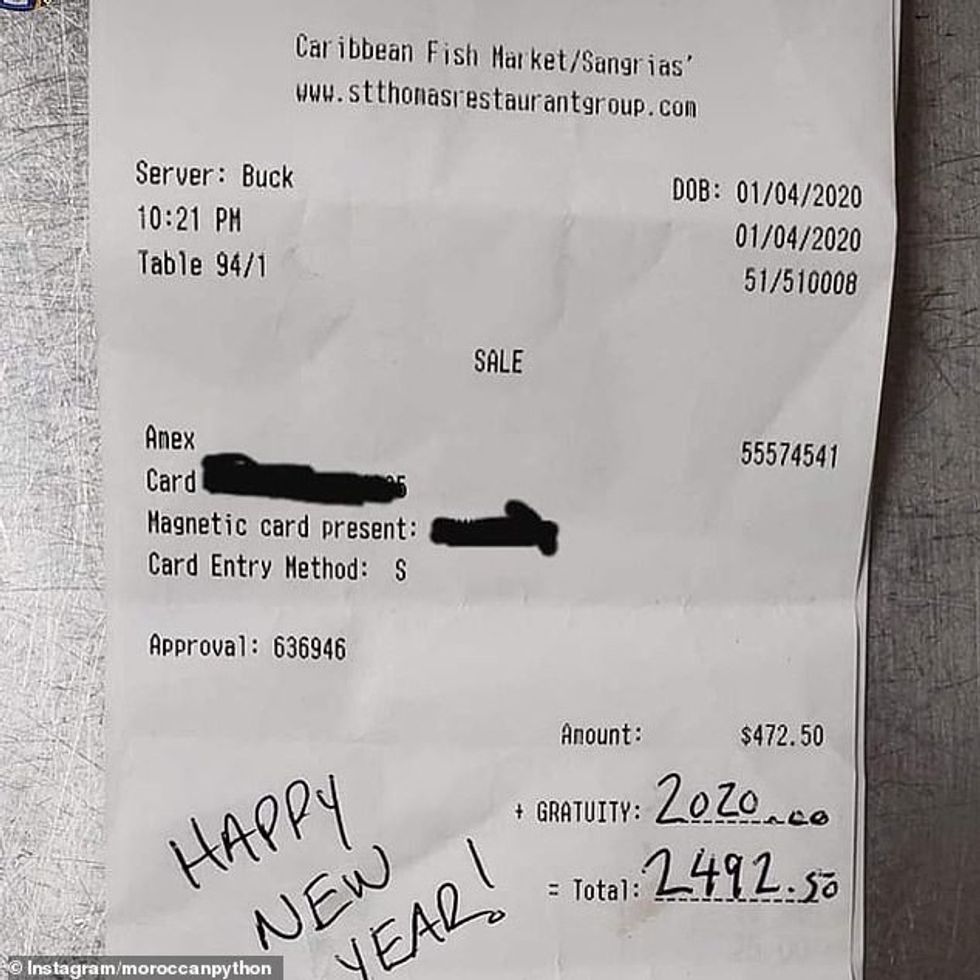 Caribbean Fish Market/Sangrias'
www.stthomasrestaurantgroup.com
Server: Buck
DOB: 01/04/2020
10:21 PM
01/04/2020
Table 94/1
51/510008
SALE
Amex
55574541
Card
Magnetic card present:
Card Entry Method: S
Approval: 636946
Amount: $472.50
+ GRATUITY: 2020.00
= Total: 2492.50
HAPPY
NEW
YEAR!
© Instagram/moroccanpython